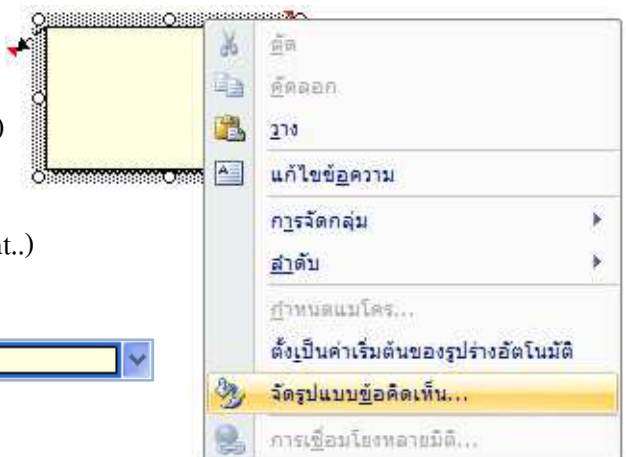 ตัด
คัดลอก
)
วาง
แก้ไขข้อความ
การจัดกลุ่ม
nt..)
ลำดับ
กำหนดแมโคร...
ตั้งเป็นค่าเริ่มต้นของรูปร่างอัตโนมัติ
จัดรูปแบบข้อคิดเห็น...
การเชื่อมโยงหลายมิติ...